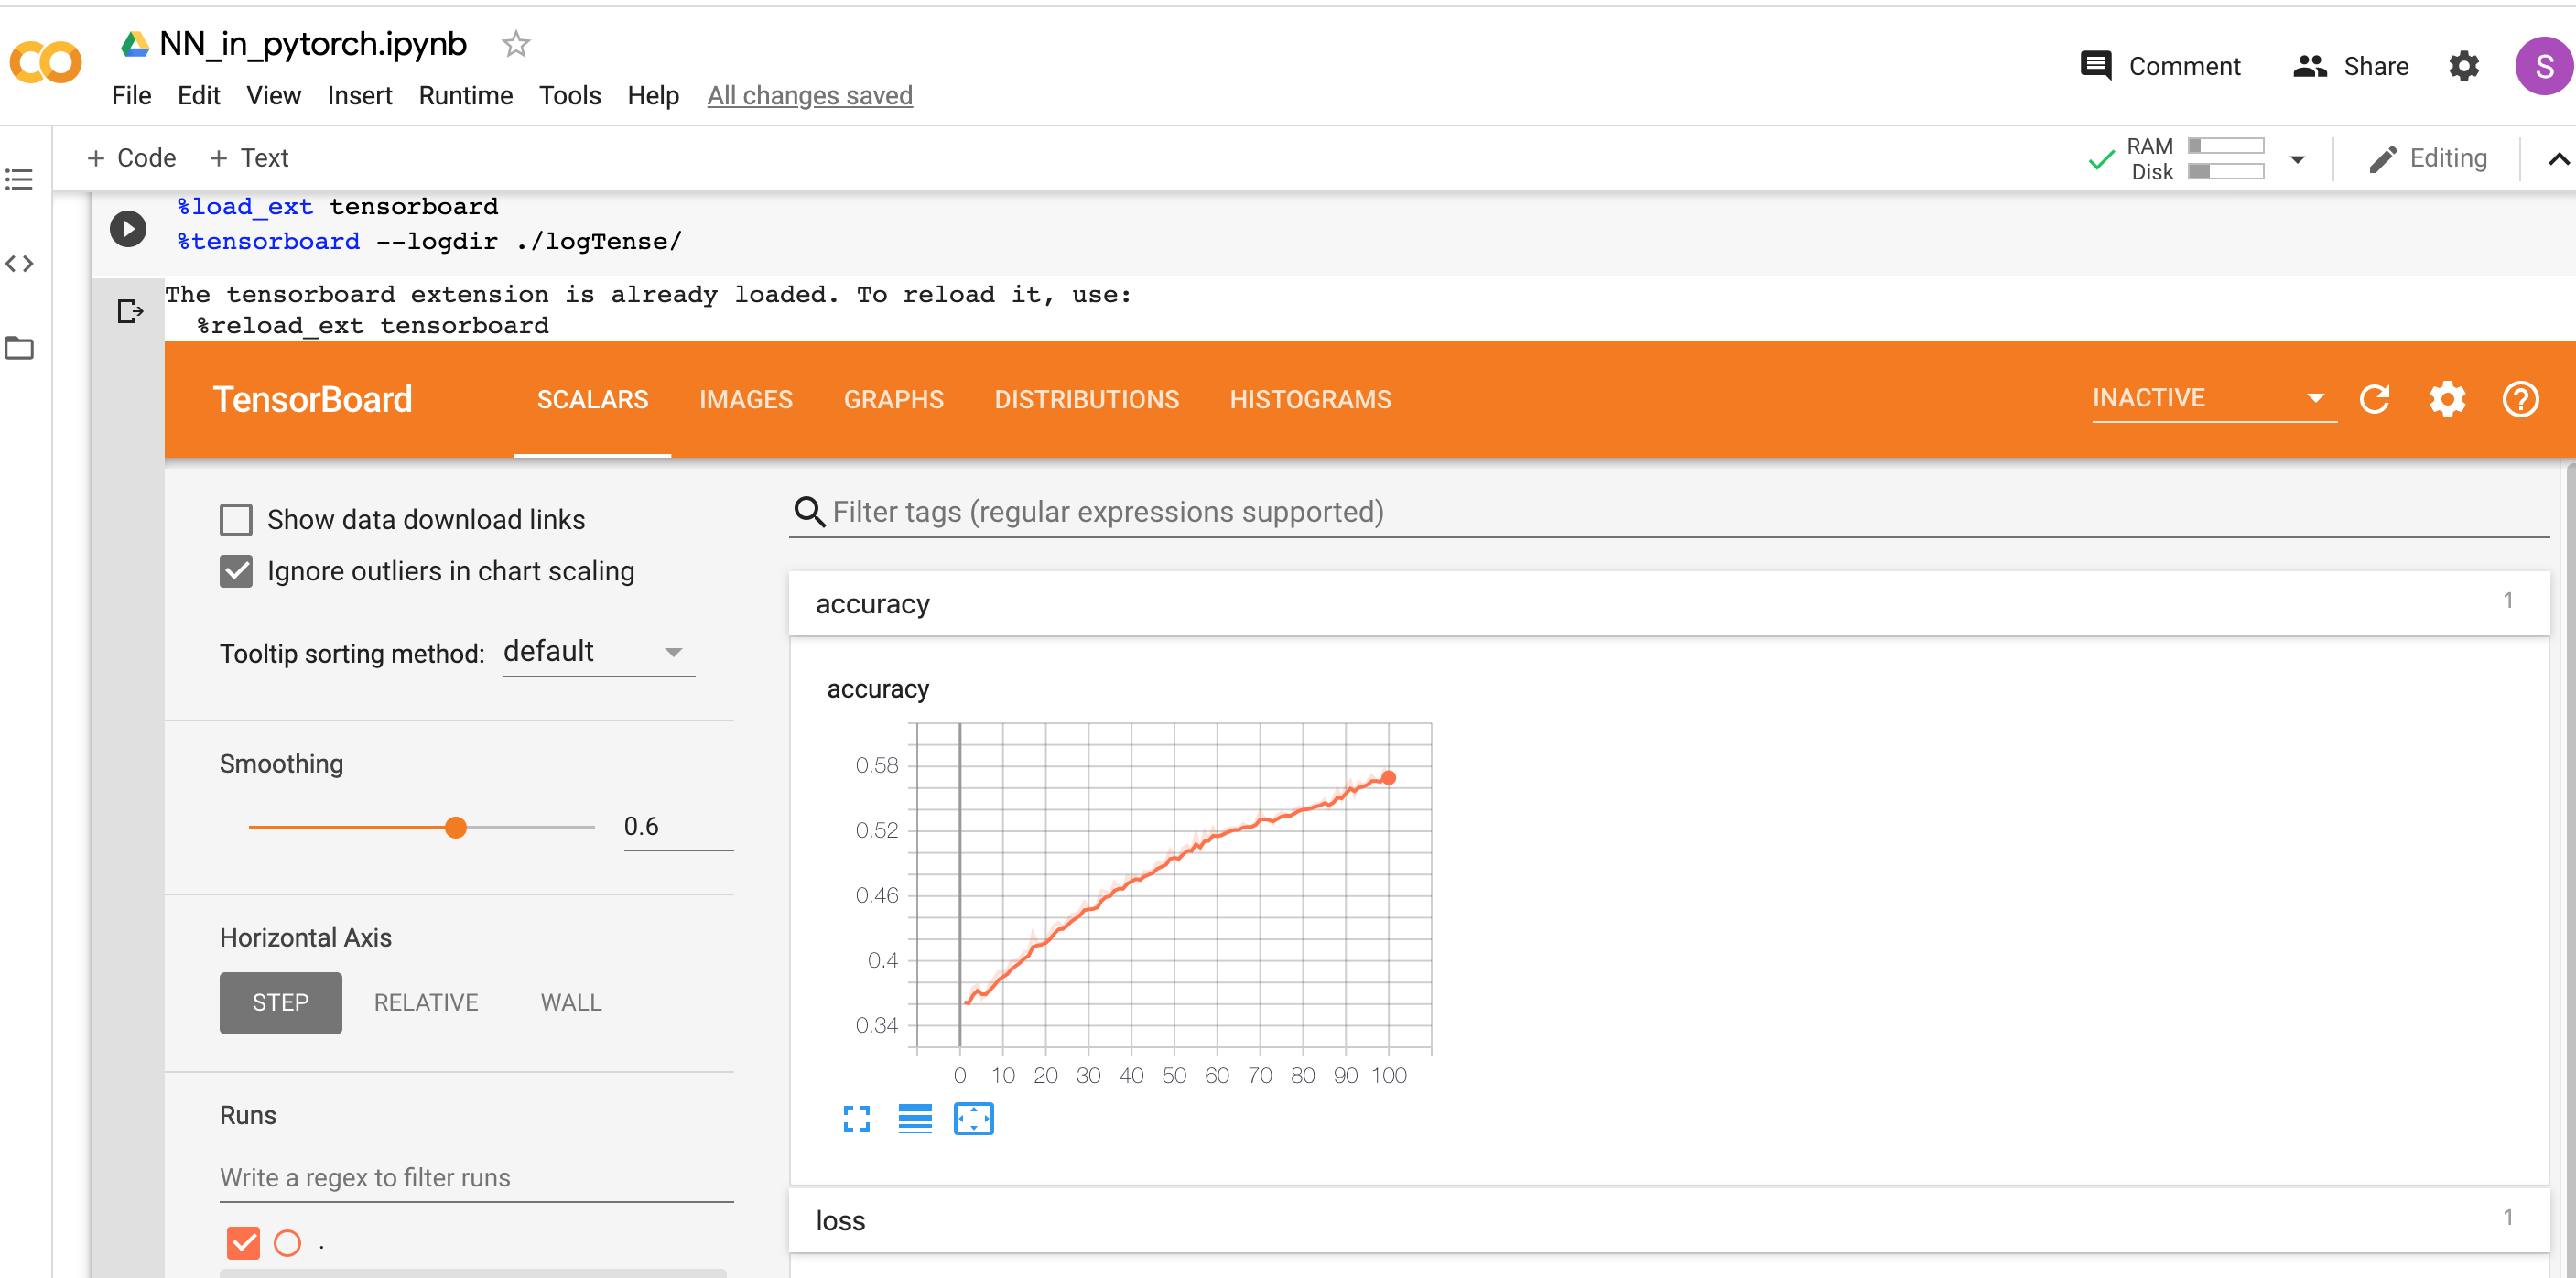 NN_in_pytorch.ipynb
File Edit View Insert Runtime Tools Help All changes saved
Comment Share S
+ Code + Text
RAM
Disk
Editing
%load_ext tensorboard
%tensorboard --logdir ./logTense/
The tensorboard extension is already loaded. To reload it, use:
%reload_ext tensorboard
TensorBoard SCALARS IMAGES GRAPHS DISTRIBUTIONS HISTOGRAMS INACTIVE
Show data download links
Ignore outliers in chart scaling
Tooltip sorting method: default
Smoothing
0.6
Horizontal Axis
STEP RELATIVE WALL
Runs
Write a regex to filter runs
.
Filter tags (regular expressions supported)
accuracy 1
accuracy
0.58
0.52
0.46
0.4
0.34
0 10 20 30 40 50 60 70 80 90 100
loss 1